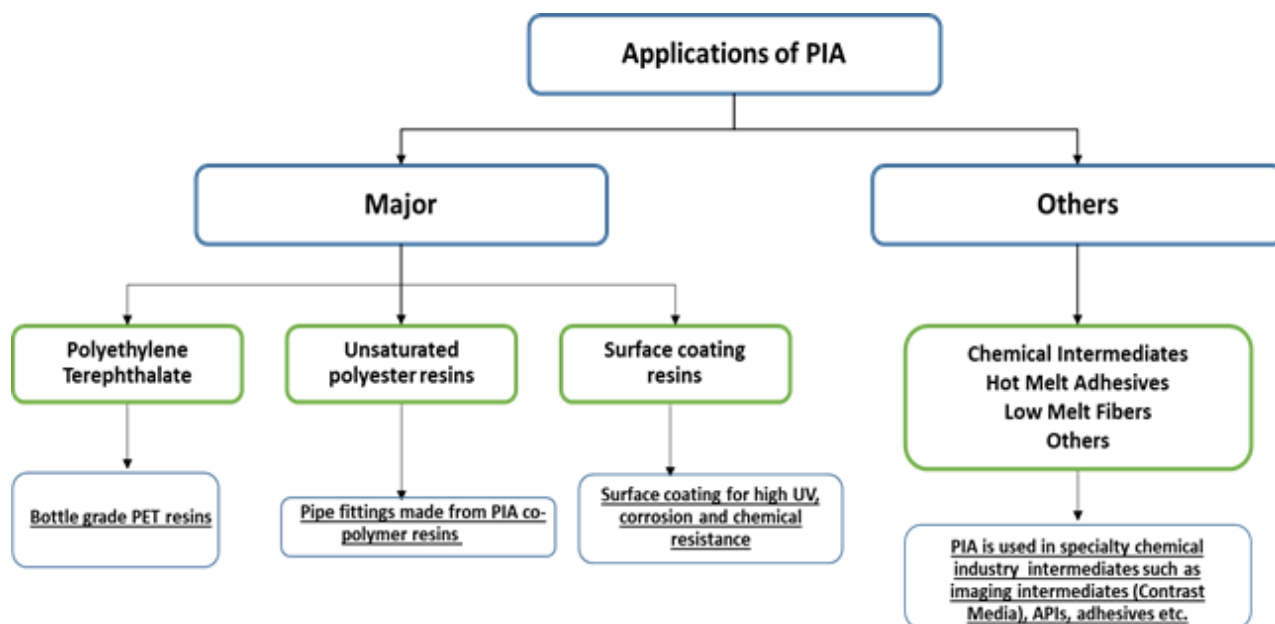 Applications of PIA
Major
Others
Polyethylene
Terephthalate
Unsaturated
polyester resins
Surface coating
resins
Chemical Intermediates
Hot Melt Adhesives
Low Melt Fibers
Others
Bottle grade PET resins
Pipe fittings made from PIA co-
polymer resins
Surface coating for high UV,
corrosion and chemical
resistance
PIA is used in specialty chemical
industry intermediates such as
imaging intermediates (Contrast
Media), APIs, adhesives etc.